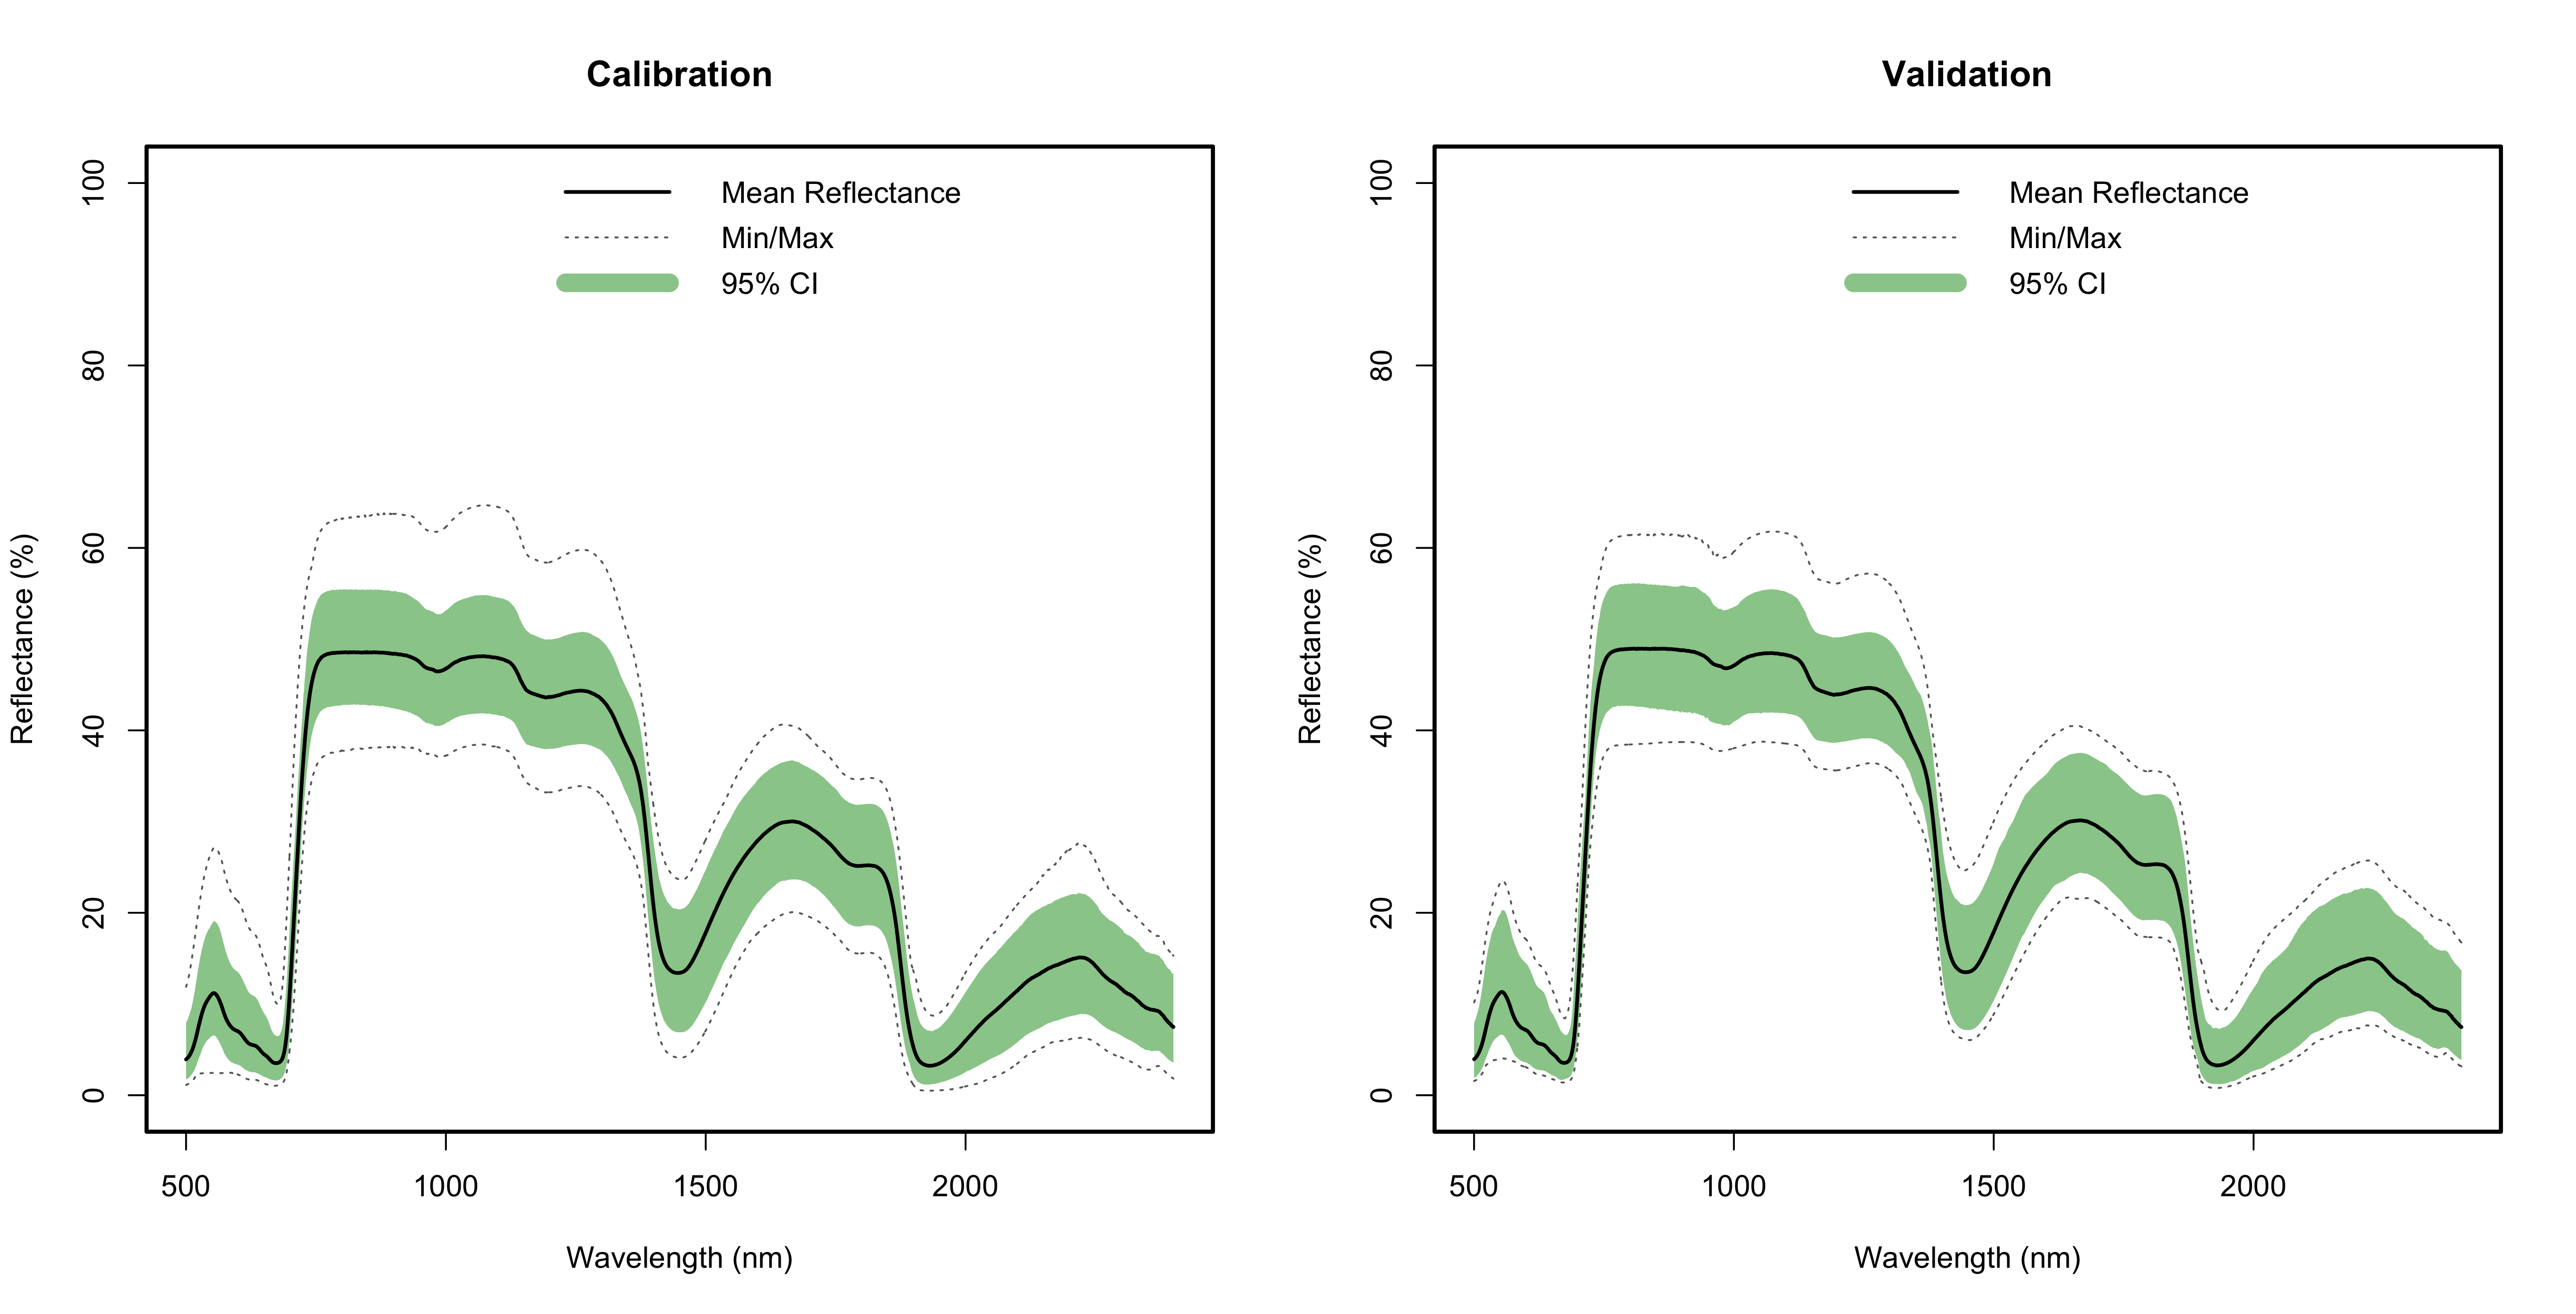 Calibration
Mean Reflectance
Min/Max
95% CI
Reflectance (%)
100
80
60
40
20
0
500 1000 1500 2000
Wavelength (nm)
Validation
Mean Reflectance
Min/Max
95% CI
Reflectance (%)
100
80
60
40
20
0
500 1000 1500 2000
Wavelength (nm)